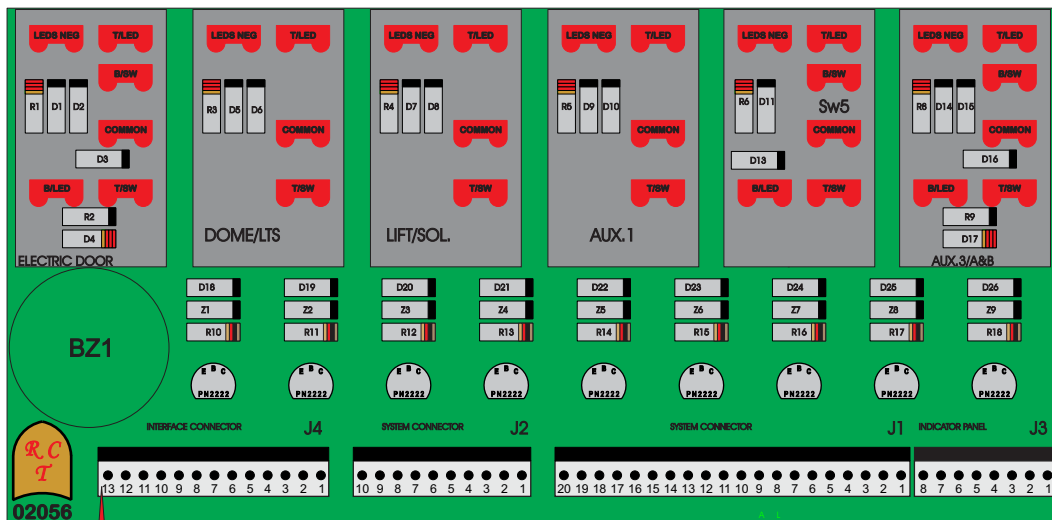 LEDS NEG T/LED LEDS NEG T/LED LEDS NEG T/LED LEDS NEG T/LED LEDS NEG T/LED LEDS NEG T/LED
B/SW B/SW B/SW
R1 D1 D2 R3 D5 D6 R4 D7 D8 R5 D9 D10 R6 D11 Sw5 R8 D14 D15
COMMON COMMON COMMON COMMON COMMON COMMON
D3 D13 D16
B/LED T/SW T/SW T/SW T/SW B/LED T/SW B/LED T/SW
R2 R9
D4 DOME/LTS LIFT/SOL. AUX.1 D17
ELECTRIC DOOR AUX.3/A&B
D18 D19 D20 D21 D22 D23 D24 D25 D26
Z1 Z2 Z3 Z4 Z5 Z6 Z7 Z8 Z9
R10 R11 R12 R13 R14 R15 R16 R17 R18
BZ1
E B C E B C E B C E B C E B C E B C E B C E B C E B C
PN2222 PN2222 PN2222 PN2222 PN2222 PN2222 PN2222 PN2222 PN2222
INTERFACE CONNECTOR J4 SYSTEM CONNECTOR J2 SYSTEM CONNECTOR J1 INDICATOR PANEL J3
R C
T
13 12 11 10 9 8 7 6 5 4 3 2 1 10 9 8 7 6 5 4 3 2 1 20 19 18 17 16 15 14 13 12 11 10 9 8 7 6 5 4 3 2 1 8 7 6 5 4 3 2 1
02056
A L